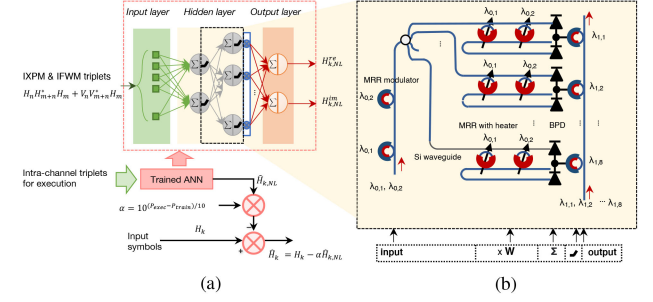 Input layer Hidden layer Output layer
Σ Σ Σ Σ Σ Σ Σ
H^{re}_{k,NL}
H^{im}_{k,NL}
IXPM & IFWM triplets
H_n H^*_{m+n} H_m + V_n V^*_{m+n} H_m
Intra-channel triplets
for execution
Trained ANN
H̃_{k,NL}
α = 10^{(P_{exec}−P_{train})/10}
Input
symbols
H_k
−
+
H̃_k = H_k − αH̃_{k,NL}
(a)
λ_{0,1} λ_{0,2}
λ_{1,1}
MRR modulator
λ_{0,1} λ_{0,2}
λ_{1,2}
λ_{0,2}
MRR with heater BPD
λ_{0,1}
λ_{0,1} λ_{0,2}
λ_{1,8}
Si waveguide
λ_{0,1}, λ_{0,2}
λ_{1,1}, λ_{1,2} ··· λ_{1,8}
input x W Σ output
(b)